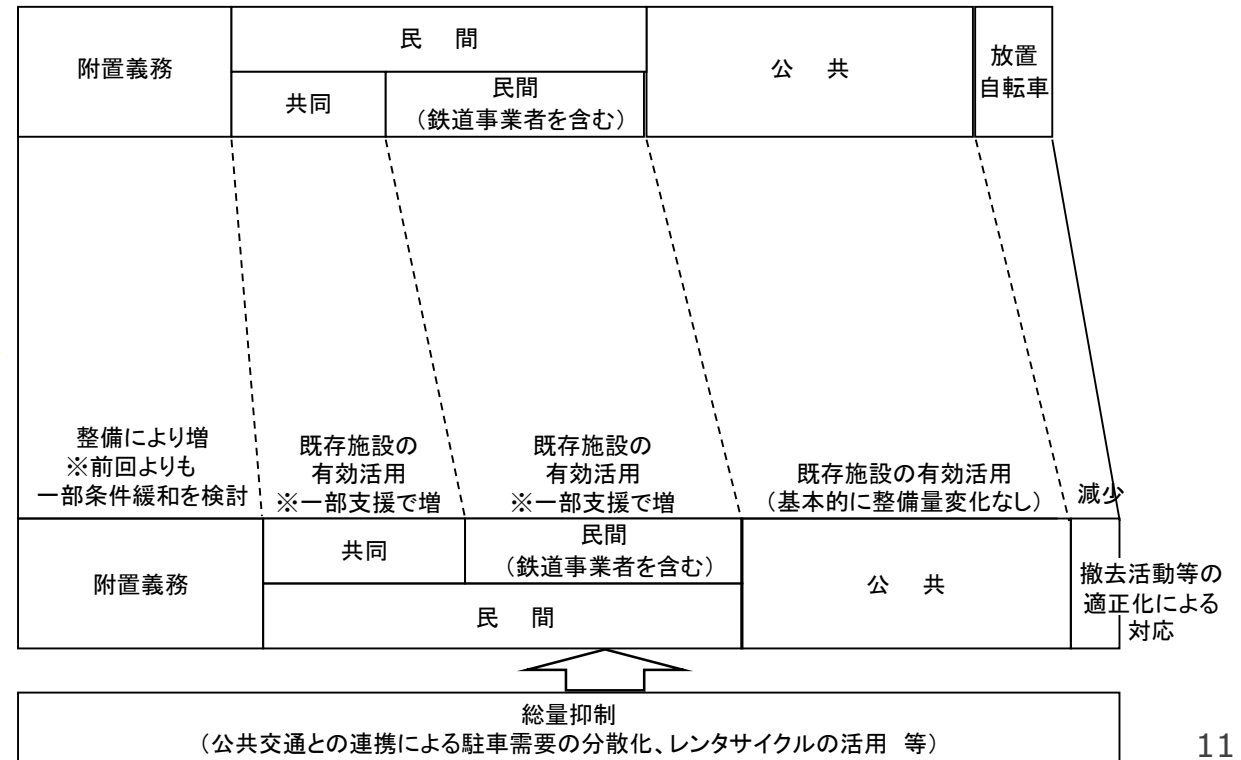 附置義務
民　間
共同
民間
（鉄道事業者を含む）
公　共
放置
自転車
整備により増
※前回よりも
一部条件緩和を検討
既存施設の
有効活用
※一部支援で増
既存施設の
有効活用
※一部支援で増
既存施設の有効活用
（基本的に整備量変化なし）
減少
附置義務
共同
民間
（鉄道事業者を含む）
民　間
公　共
撤去活動等の
適正化による
対応
総量抑制
（公共交通との連携による駐車需要の分散化、レンタサイクルの活用　等）
11